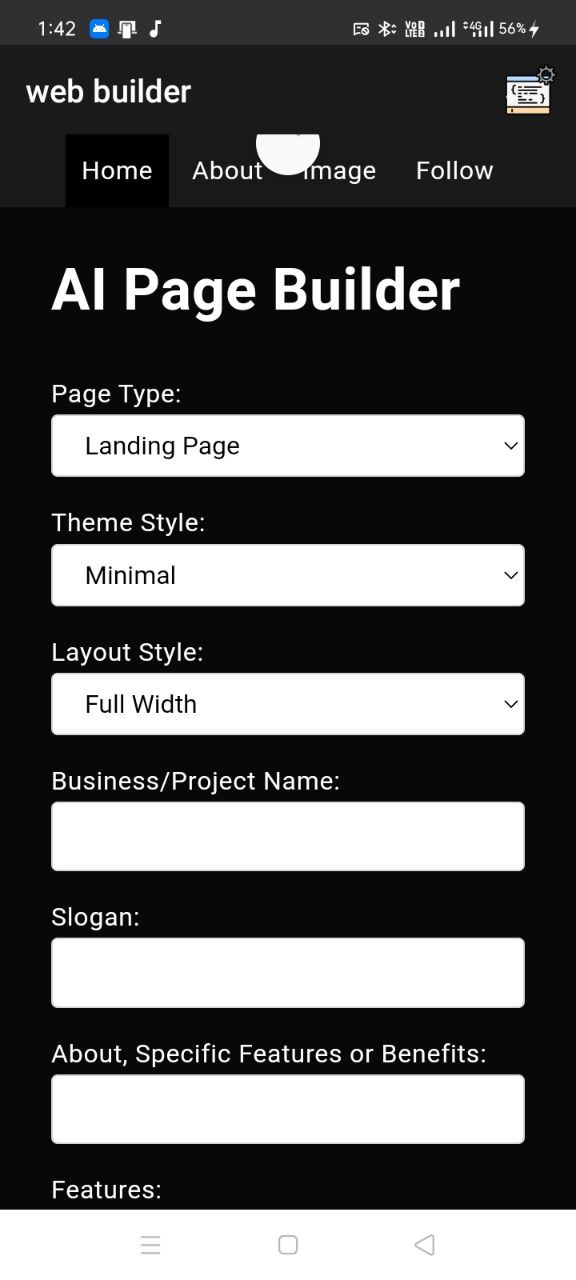 1:42
56%
web builder
Home About Image Follow
AI Page Builder
Page Type:
Landing Page
Theme Style:
Minimal
Layout Style:
Full Width
Business/Project Name:
Slogan:
About, Specific Features or Benefits:
Features: